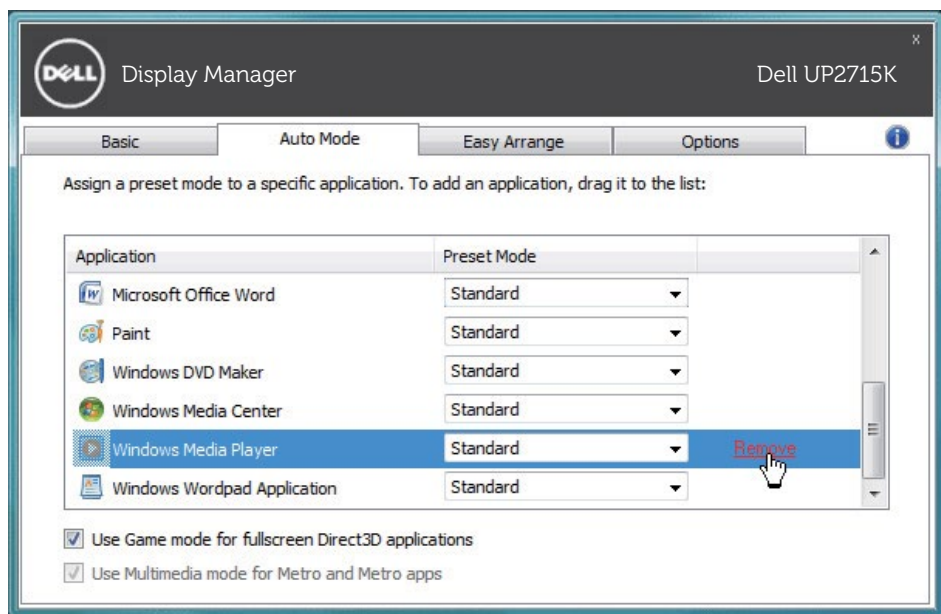 x
DELL Display Manager Dell UP2715K
Basic Auto Mode Easy Arrange Options i
Assign a preset mode to a specific application. To add an application, drag it to the list:
Application Preset Mode
Microsoft Office Word Standard
Paint Standard
Windows DVD Maker Standard
Windows Media Center Standard
Windows Media Player Standard Remove
Windows Wordpad Application Standard
Use Game mode for fullscreen Direct3D applications
Use Multimedia mode for Metro and Metro apps